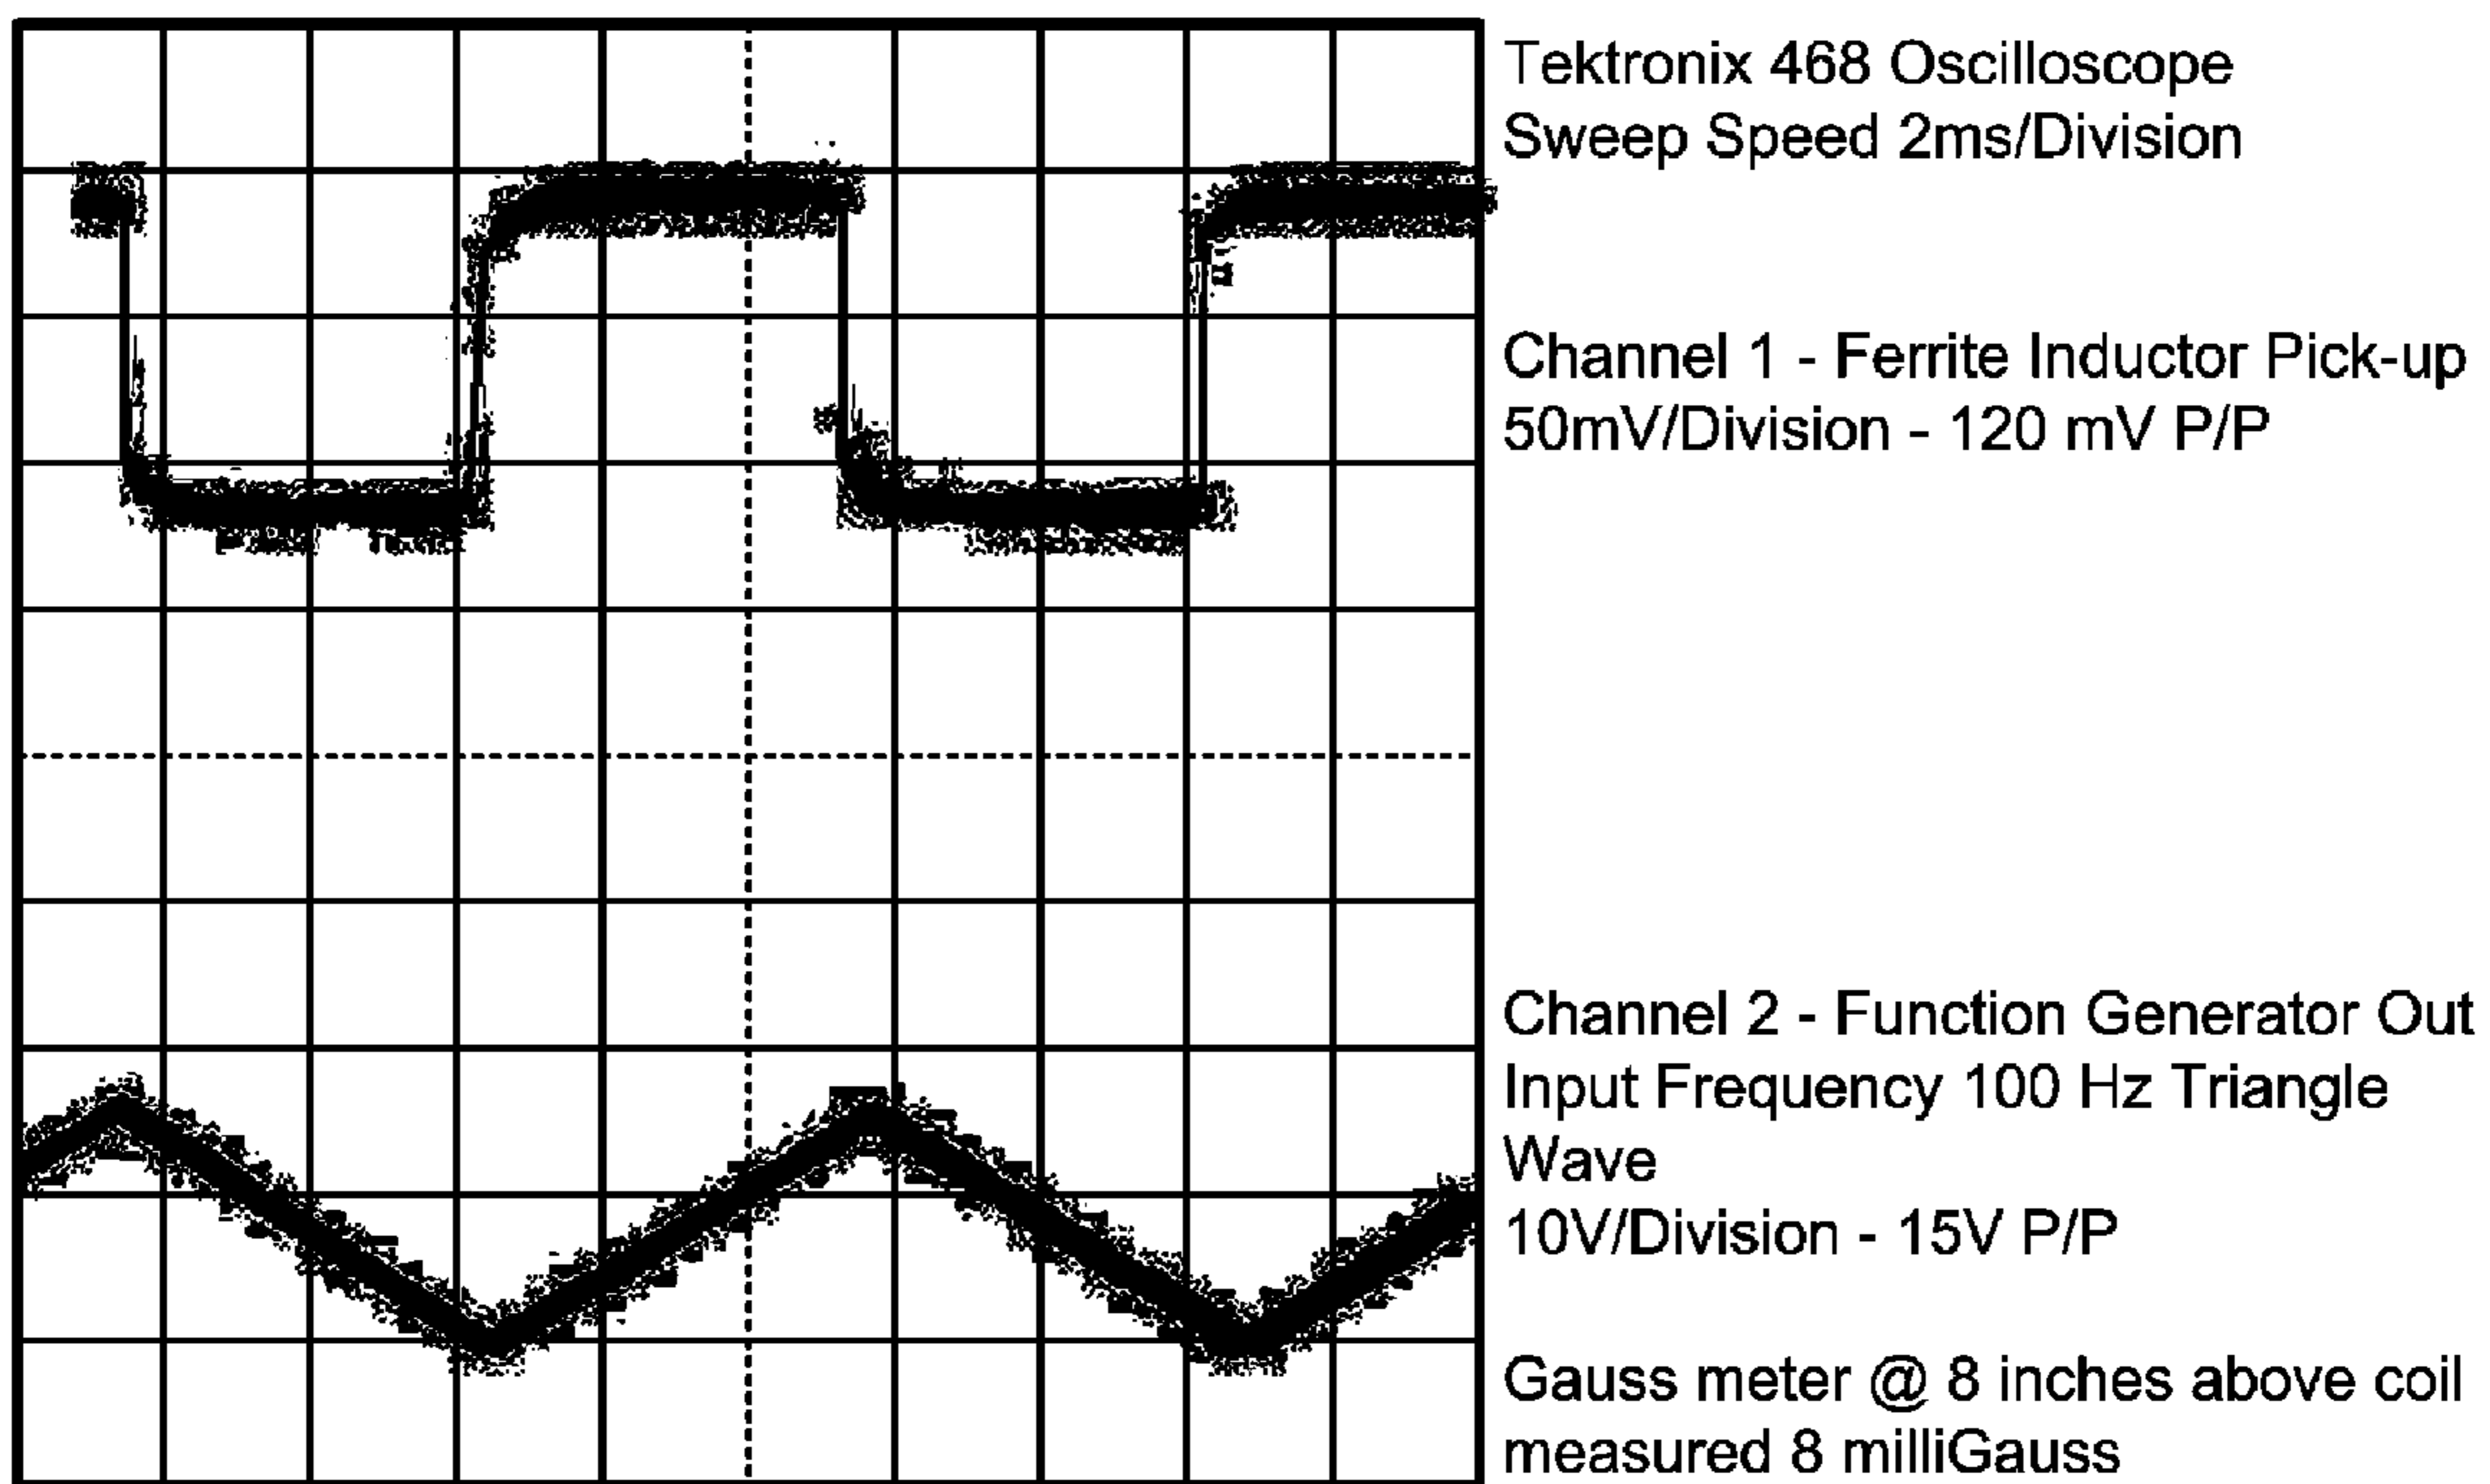 Tektronix 468 Oscilloscope
Sweep Speed 2ms/Division
Channel 1 - Ferrite Inductor Pick-up
50mV/Division - 120 mV P/P
Channel 2 - Function Generator Out
Input Frequency 100 Hz Triangle
Wave
10V/Division - 15V P/P
Gauss meter @ 8 inches above coil
measured 8 milliGauss